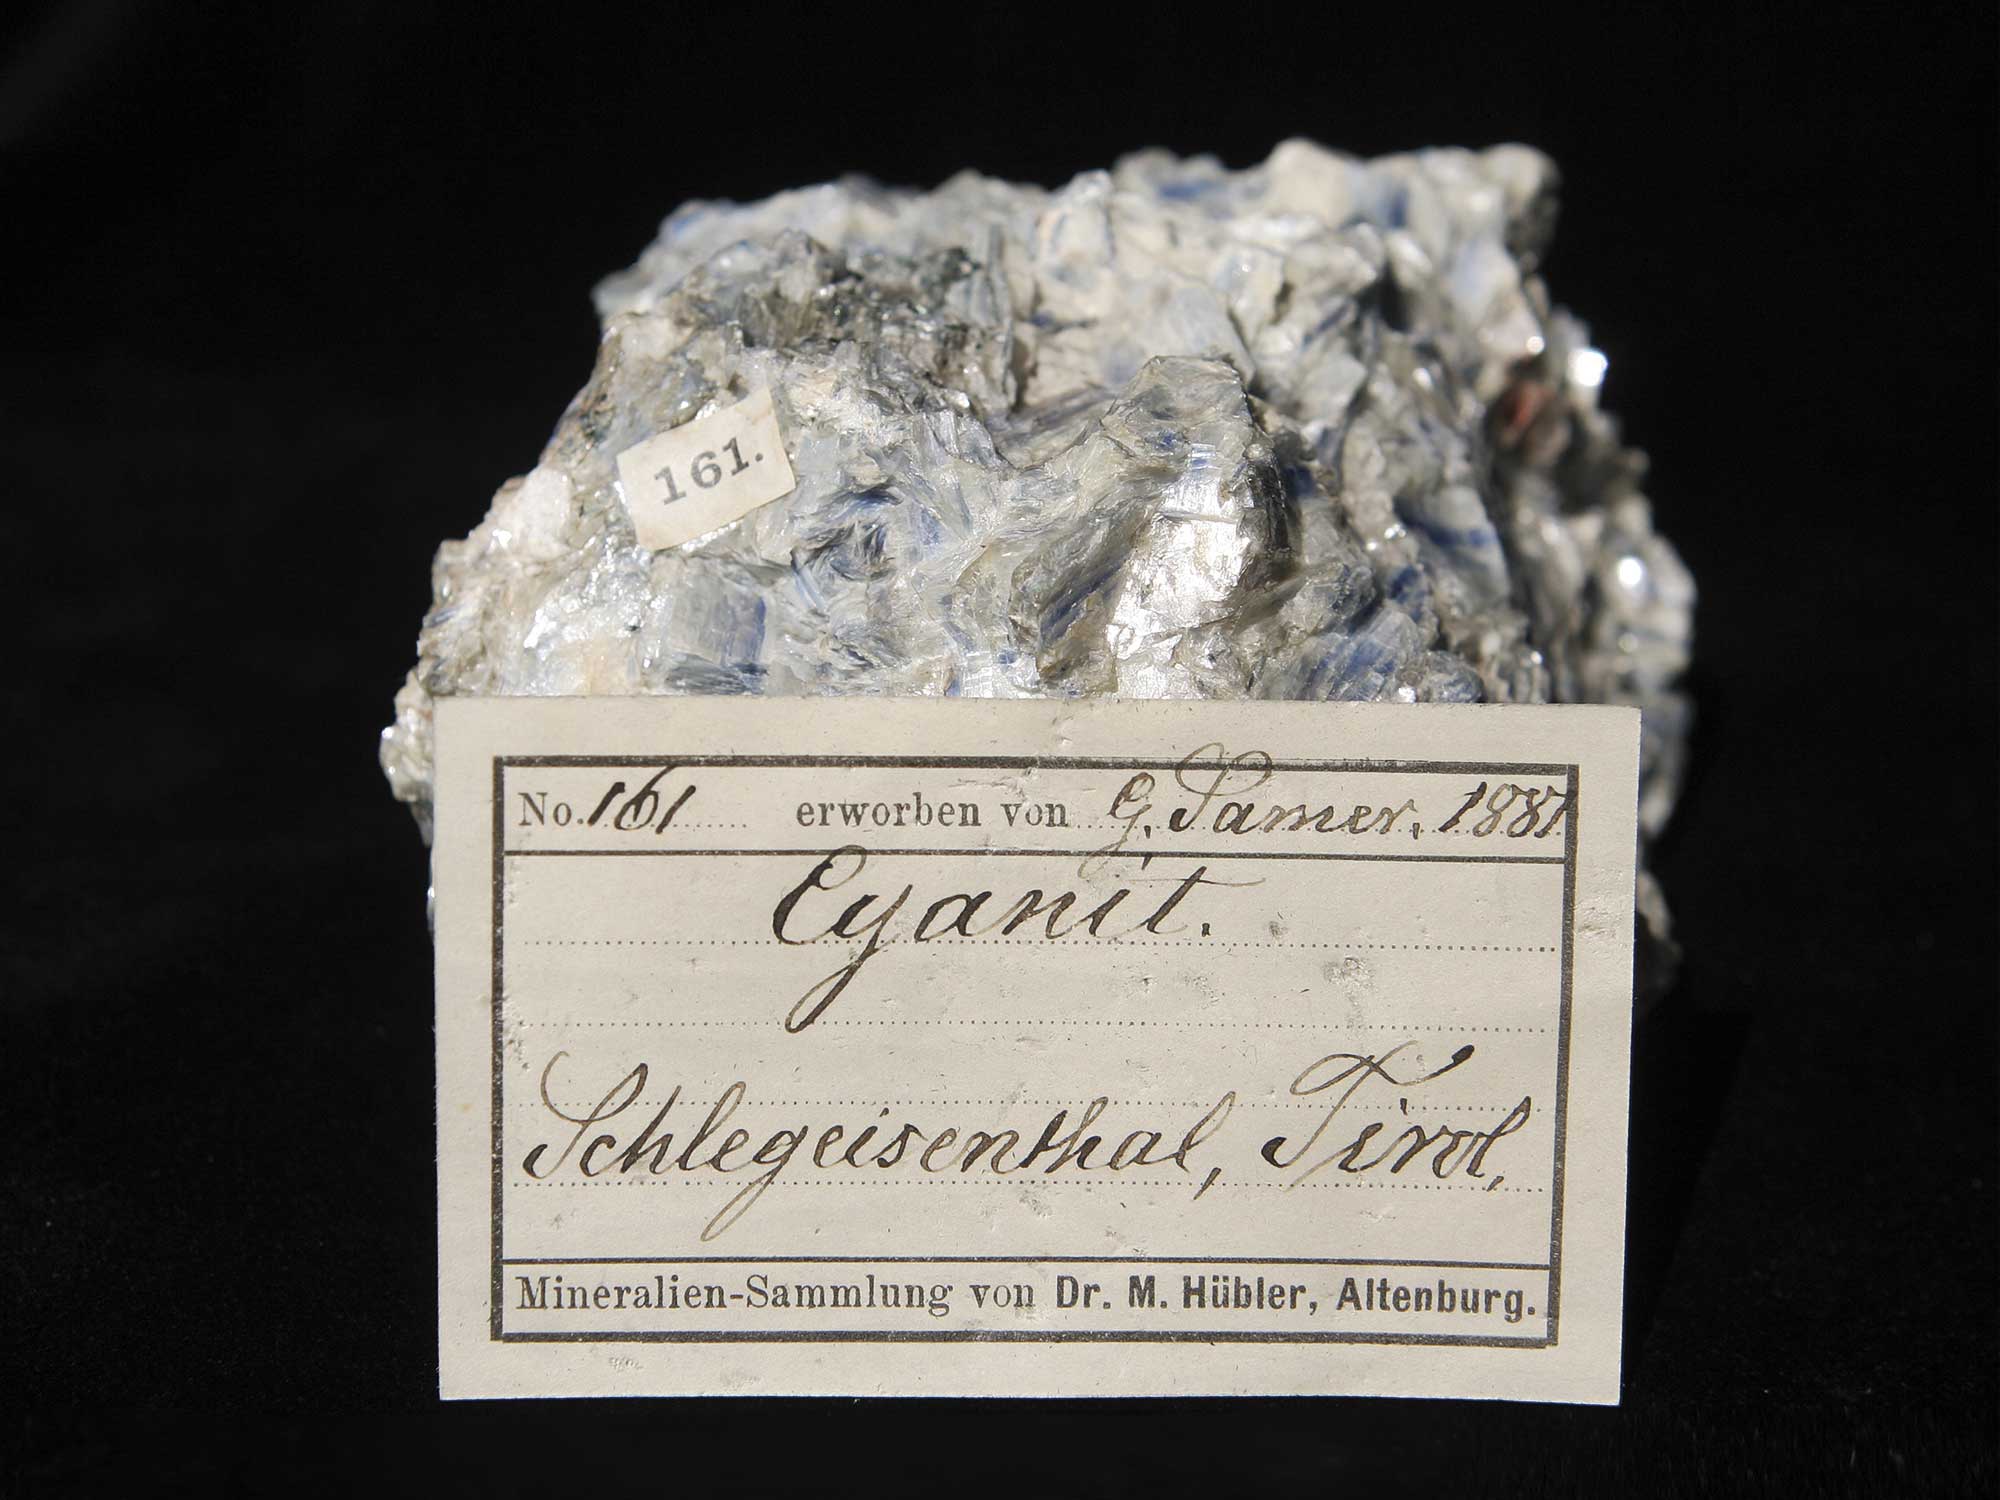 161.
No. 161 erworben von G. Samer, 1881
Cyanit.
Schlegeisenthal, Tirol,
Mineralien-Sammlung von Dr. M. Hübler, Altenburg.